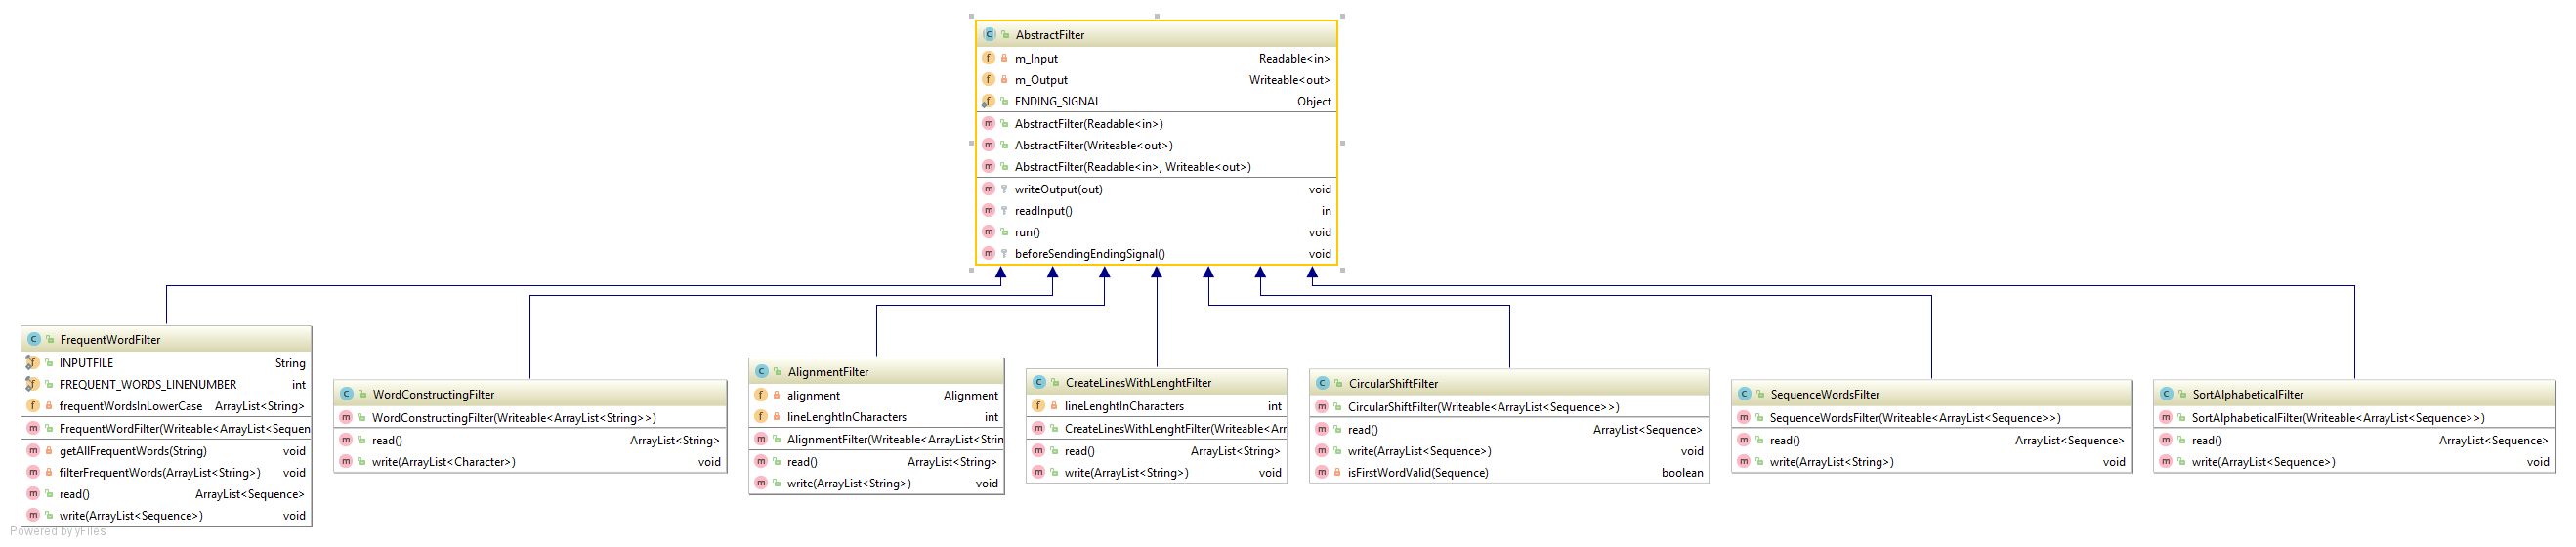 AbstractFilter
m_Input Readable<in>
m_Output Writeable<out>
ENDING_SIGNAL Object
AbstractFilter(Readable<in>)
AbstractFilter(Writeable<out>)
AbstractFilter(Readable<in>, Writeable<out>)
writeOutput(out) void
readInput() in
run() void
beforeSendingEndingSignal() void
FrequentWordFilter
INPUTFILE String
FREQUENT_WORDS_LINENUMBER int
frequentWordsInLowerCase ArrayList<String>
FrequentWordFilter(Writeable<ArrayList<Sequen
getAllFrequentWords(String) void
filterFrequentWords(ArrayList<String>) void
read() ArrayList<Sequence>
write(ArrayList<Sequence>) void
WordConstructingFilter
WordConstructingFilter(Writeable<ArrayList<String>>)
read() ArrayList<String>
write(ArrayList<Character>) void
AlignmentFilter
alignment Alignment
lineLenghtInCharacters int
AlignmentFilter(Writeable<ArrayList<Strin
read() ArrayList<String>
write(ArrayList<String>) void
CreateLinesWithLenghtFilter
lineLenghtInCharacters int
CreateLinesWithLenghtFilter(Writeable<Arr
read() ArrayList<String>
write(ArrayList<String>) void
CircularShiftFilter
CircularShiftFilter(Writeable<ArrayList<Sequence>>)
read() ArrayList<Sequence>
write(ArrayList<Sequence>) void
isFirstWordValid(Sequence) boolean
SequenceWordsFilter
SequenceWordsFilter(Writeable<ArrayList<Sequence>>)
read() ArrayList<Sequence>
write(ArrayList<String>) void
SortAlphabeticalFilter
SortAlphabeticalFilter(Writeable<ArrayList<Sequence>>)
read() ArrayList<Sequence>
write(ArrayList<Sequence>) void
Powered by yFiles